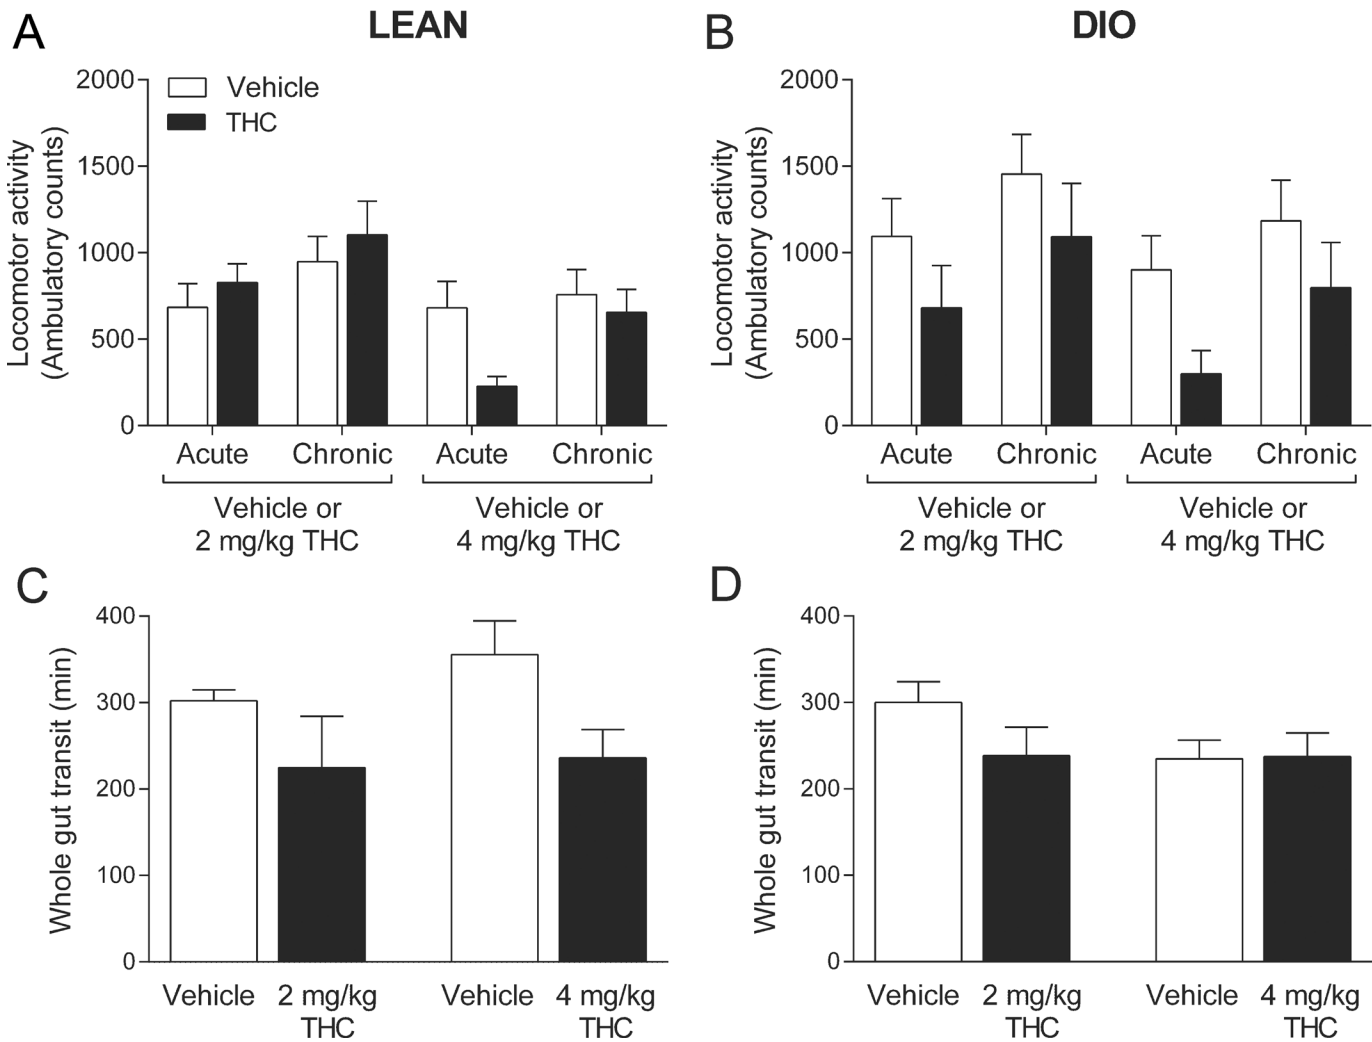 A
LEAN
Locomotor activity
(Ambulatory counts)
2000
1500
1000
500
0
Vehicle
THC
Acute
Chronic
Acute
Chronic
Vehicle or
2 mg/kg THC
Vehicle or
4 mg/kg THC
B
DIO
Locomotor activity
(Ambulatory counts)
2000
1500
1000
500
0
Acute
Chronic
Acute
Chronic
Vehicle or
2 mg/kg THC
Vehicle or
4 mg/kg THC
C
Whole gut transit (min)
400
300
200
100
0
Vehicle
2 mg/kg
THC
Vehicle
4 mg/kg
THC
D
Whole gut transit (min)
400
300
200
100
0
Vehicle
2 mg/kg
THC
Vehicle
4 mg/kg
THC